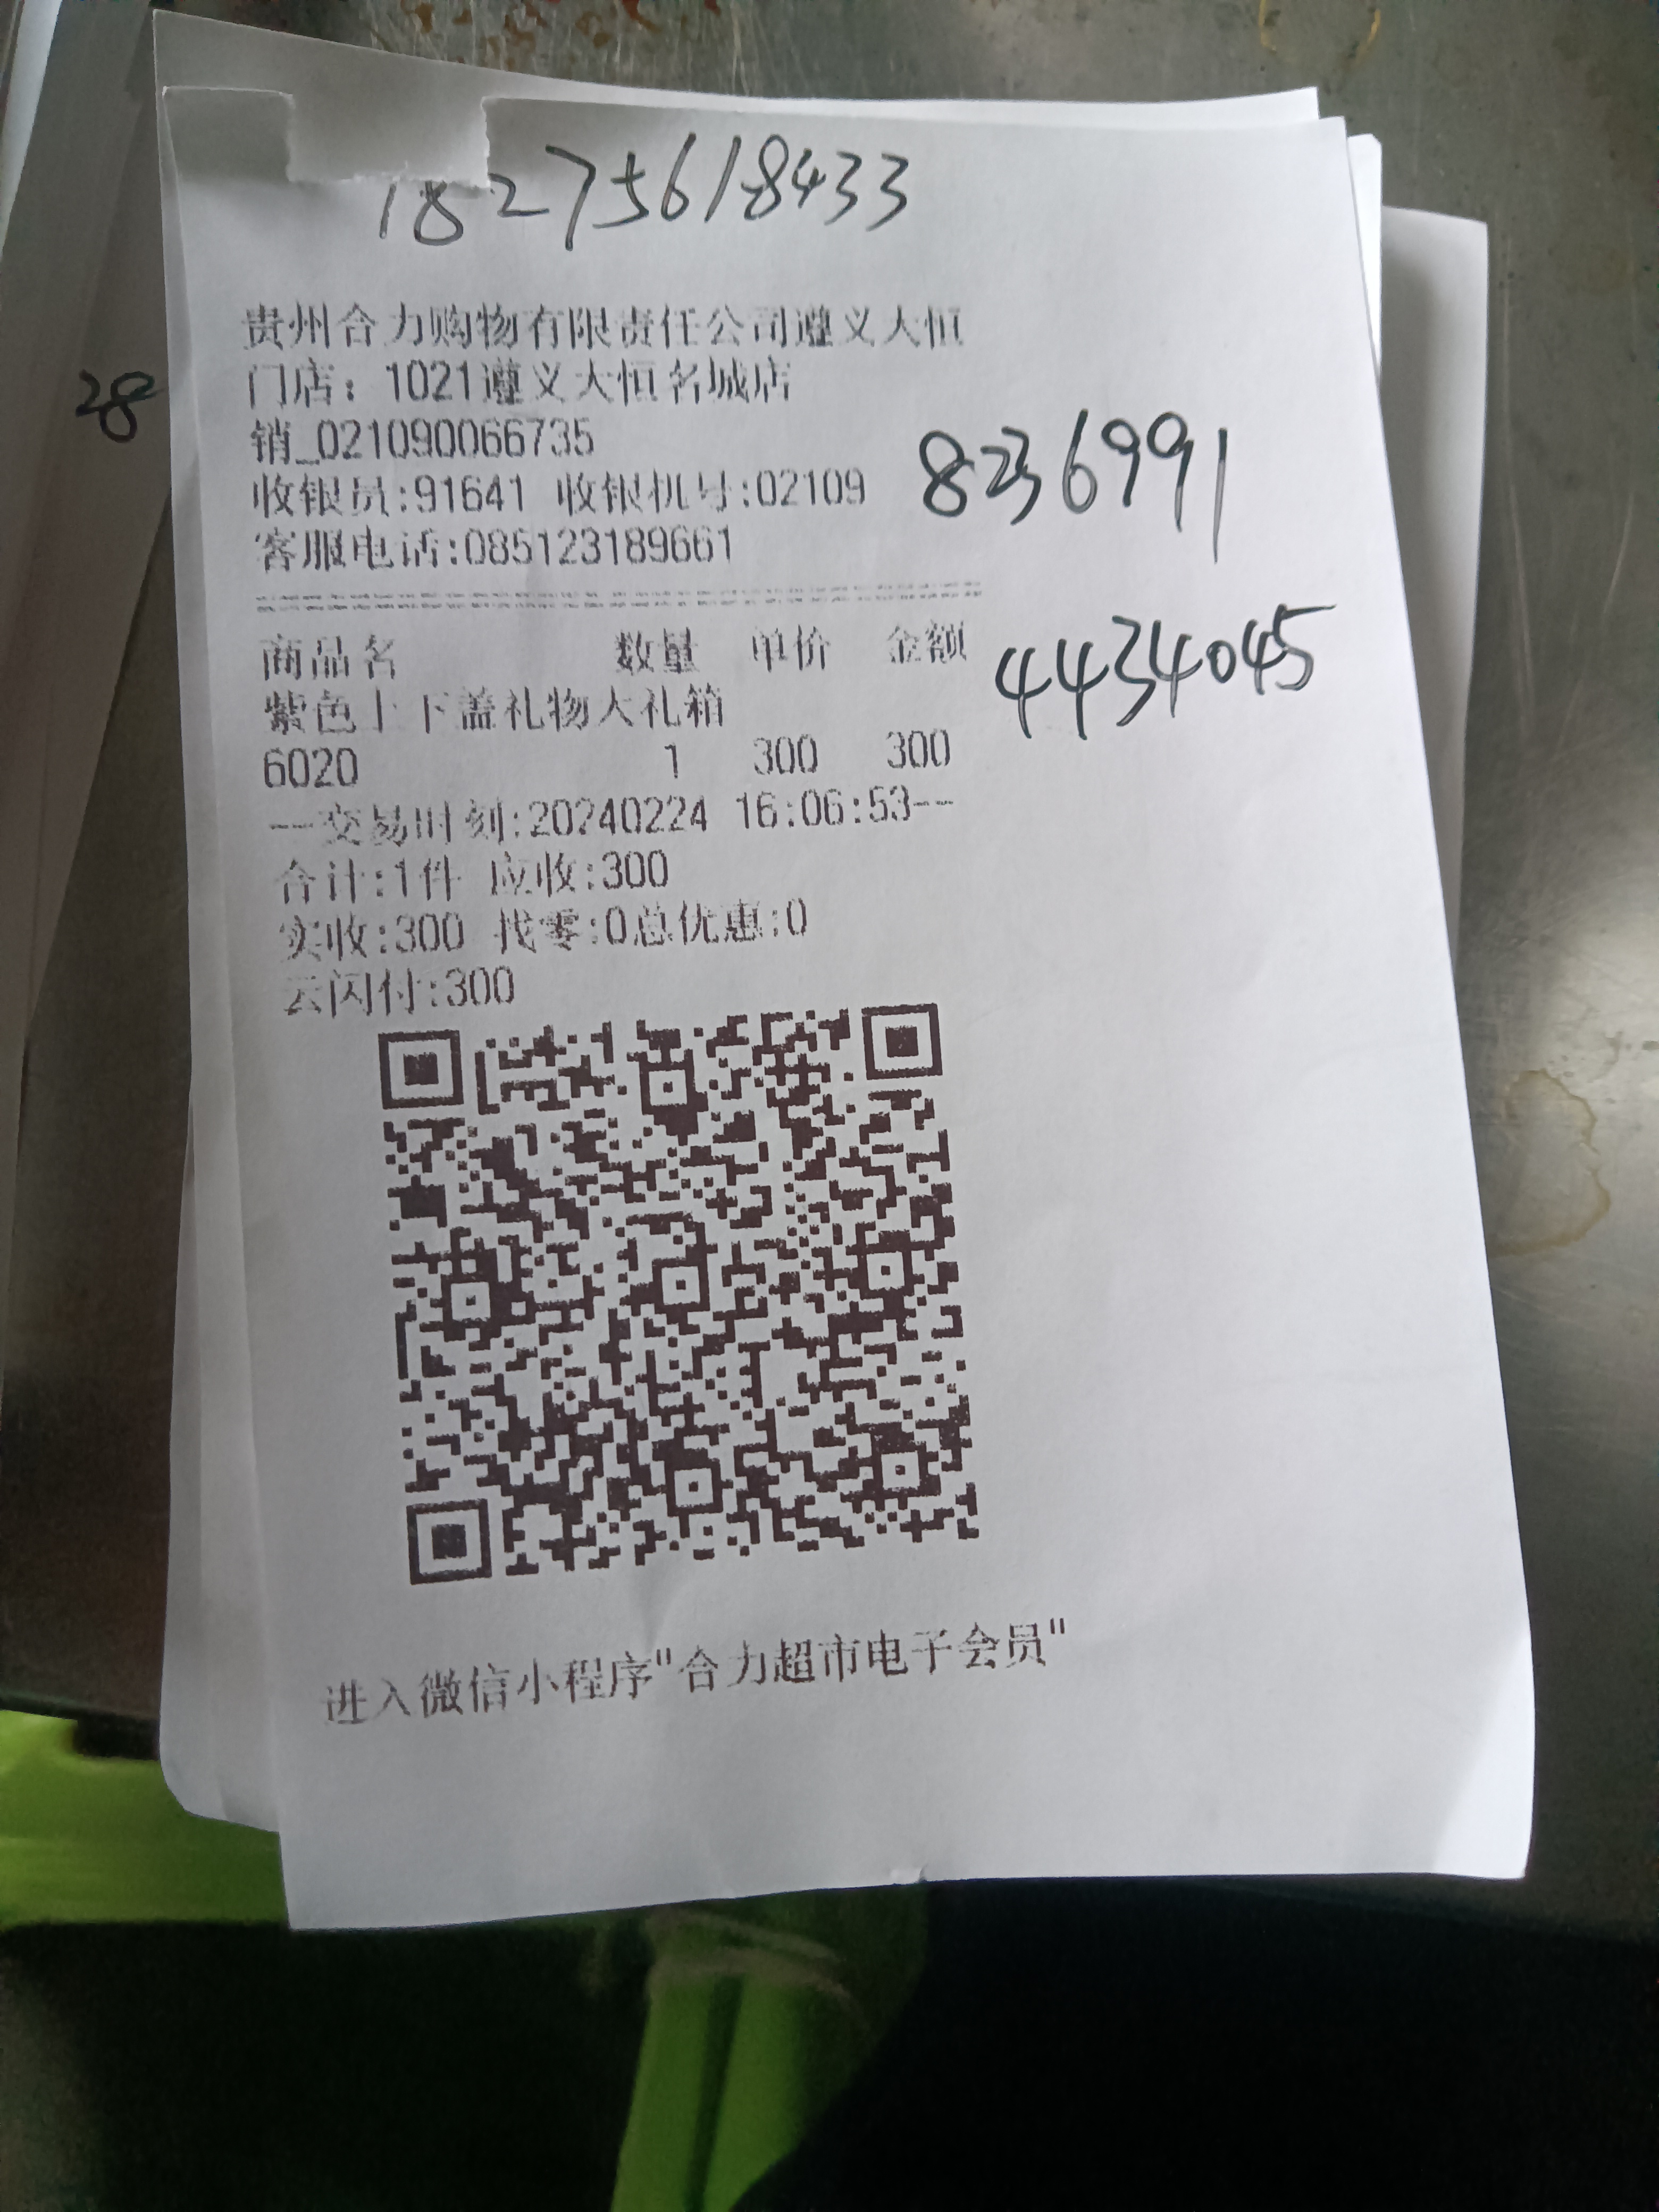 18275618433
贵州合力购物有限责任公司遵义大恒
门店：1021遵义大恒名城店
28
销_021090066735
收银员:91641 收银机号:02109
8236991
客服电话:085123189661
商品名 数量 单价 金额
4434045
紫色上下盖礼物大礼箱
6020 1 300 300
--交易时刻:20240224 16:06:53--
合计:1件 应收:300
实收:300 找零:0总优惠:0
云闪付:300
进入微信小程序"合力超市电子会员"